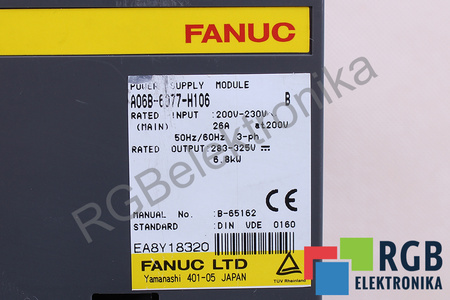 FANUC
POWER SUPPLY MODULE
A06B-6077-H106 B
RATED INPUT :200V-230V
(MAIN) 26A at200V
50Hz/60Hz 3-ph
RATED OUTPUT :283-325V
6.8kW
MANUAL No. :B-65162
STANDARD :DIN VDE 0160
EA8Y18320
FANUC LTD
Yamanashi 401-05 JAPAN
CE
TÜV Rheinland
RGBelektronika
RGB
ELEKTRONIKA